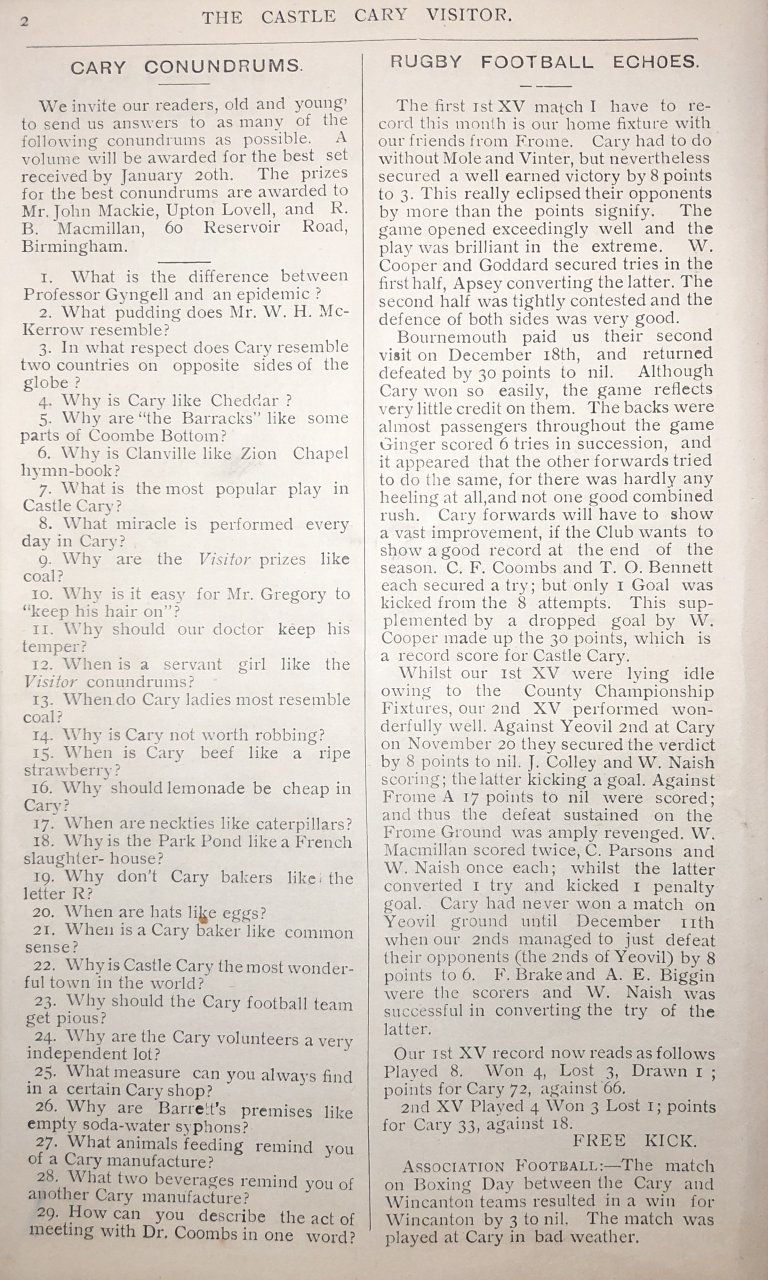 2
THE CASTLE CARY VISITOR.
CARY CONUNDRUMS.
We invite our readers, old and young'
to send us answers to as many of the
following conundrums as possible. A
volume will be awarded for the best set
received by January 20th. The prizes
for the best conundrums are awarded to
Mr. John Mackie, Upton Lovell, and R.
B. Macmillan, 60 Reservoir Road,
Birmingham.
1. What is the difference between
Professor Gyngell and an epidemic ?
2. What pudding does Mr. W. H. Mc-
Kerrow resemble?
3. In what respect does Cary resemble
two countries on opposite sides of the
globe ?
4. Why is Cary like Cheddar ?
5. Why are "the Barracks" like some
parts of Coombe Bottom?
6. Why is Clanville like Zion Chapel
hymn-book?
7. What is the most popular play in
Castle Cary?
8. What miracle is performed every
day in Cary?
9. Why are the Visitor prizes like
coal?
10. Why is it easy for Mr. Gregory to
"keep his hair on"?
11. Why should our doctor keep his
temper?
12. When is a servant girl like the
Visitor conundrums?
13. When do Cary ladies most resemble
coal?
14. Why is Cary not worth robbing?
15. When is Cary beef like a ripe
strawberry?
16. Why should lemonade be cheap in
Cary?
17. When are neckties like caterpillars?
18. Why is the Park Pond like a French
slaughter- house?
19. Why don't Cary bakers like the
letter R?
20. When are hats like eggs?
21. When is a Cary baker like common
sense?
22. Why is Castle Cary the most wonder-
ful town in the world?
23. Why should the Cary football team
get pious?
24. Why are the Cary volunteers a very
independent lot?
25. What measure can you always find
in a certain Cary shop?
26. Why are Barrett's premises like
empty soda-water syphons?
27. What animals feeding remind you
of a Cary manufacture?
28. What two beverages remind you of
another Cary manufacture?
29. How can you describe the act of
meeting with Dr. Coombs in one word?
RUGBY FOOTBALL ECHOES.
The first 1st XV match I have to re-
cord this month is our home fixture with
our friends from Frome. Cary had to do
without Mole and Vinter, but nevertheless
secured a well earned victory by 8 points
to 3. This really eclipsed their opponents
by more than the points signify. The
game opened exceedingly well and the
play was brilliant in the extreme. W.
Cooper and Goddard secured tries in the
first half, Apsey converting the latter. The
second half was tightly contested and the
defence of both sides was very good.
Bournemouth paid us their second
visit on December 18th, and returned
defeated by 30 points to nil. Although
Cary won so easily, the game reflects
very little credit on them. The backs were
almost passengers throughout the game
Ginger scored 6 tries in succession, and
it appeared that the other forwards tried
to do the same, for there was hardly any
heeling at all,and not one good combined
rush. Cary forwards will have to show
a vast improvement, if the Club wants to
show a good record at the end of the
season. C. F. Coombs and T. O. Bennett
each secured a try; but only 1 Goal was
kicked from the 8 attempts. This sup-
plemented by a dropped goal by W.
Cooper made up the 30 points, which is
a record score for Castle Cary.
Whilst our 1st XV were lying idle
owing to the County Championship
Fixtures, our 2nd XV performed won-
derfully well. Against Yeovil 2nd at Cary
on November 20 they secured the verdict
by 8 points to nil. J. Colley and W. Naish
scoring; the latter kicking a goal. Against
Frome A 17 points to nil were scored;
and thus the defeat sustained on the
Frome Ground was amply revenged. W.
Macmillan scored twice, C. Parsons and
W. Naish once each; whilst the latter
converted 1 try and kicked 1 penalty
goal. Cary had never won a match on
Yeovil ground until December 11th
when our 2nds managed to just defeat
their opponents (the 2nds of Yeovil) by 8
points to 6. F. Brake and A. E. Biggin
were the scorers and W. Naish was
successful in converting the try of the
latter.
Our 1st XV record now reads as follows
Played 8. Won 4, Lost 3, Drawn 1 ;
points for Cary 72, against 66.
2nd XV Played 4 Won 3 Lost 1; points
for Cary 33, against 18.
FREE KICK.
ASSOCIATION FOOTBALL:—The match
on Boxing Day between the Cary and
Wincanton teams resulted in a win for
Wincanton by 3 to nil. The match was
played at Cary in bad weather.